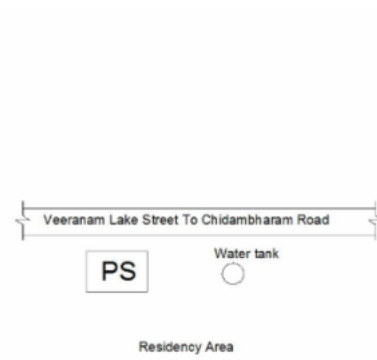 Veeranam Lake Street To Chidambharam Road
Water tank
PS
Residency Area